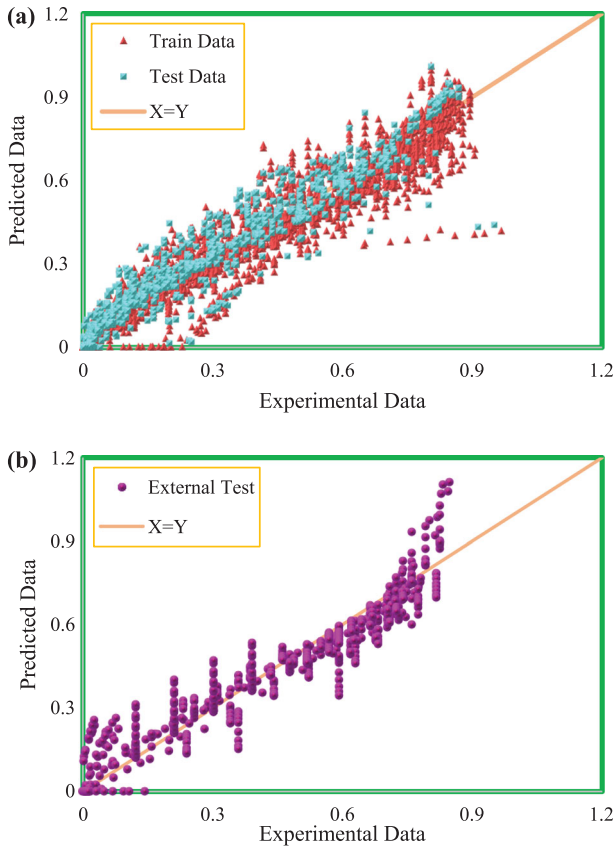 (a)
1.2
Train Data
Test Data
X=Y
0.9
0.6
0.3
0
Predicted Data
0 0.3 0.6 0.9 1.2
Experimental Data
(b)
1.2
External Test
X=Y
0.9
0.6
0.3
0
Predicted Data
0 0.3 0.6 0.9 1.2
Experimental Data